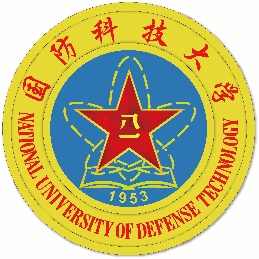 国防科技大学
八一
1953
NATIONAL UNIVERSITY OF DEFENSE TECHNOLOGY